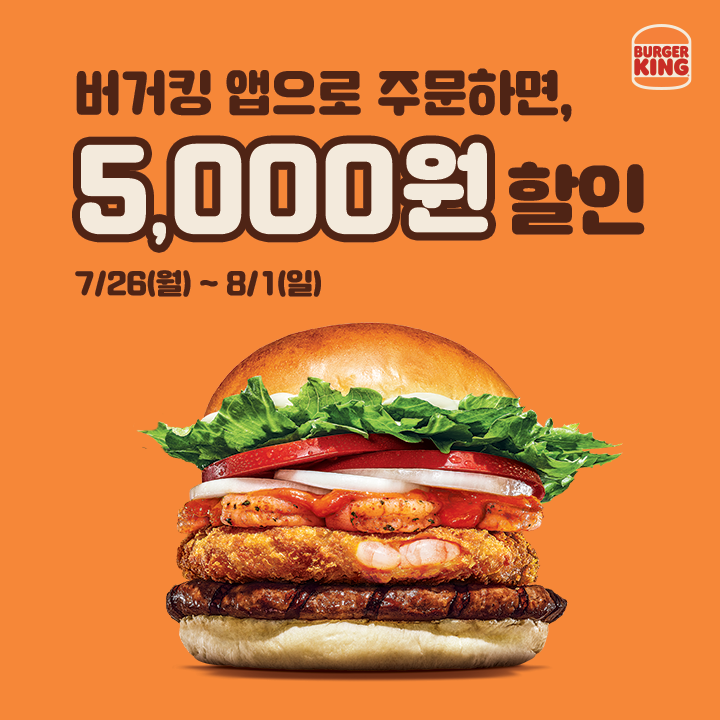 BURGER
KING
버거킹 앱으로 주문하면,
5,000원 할인
7/26(월) ~ 8/1(일)